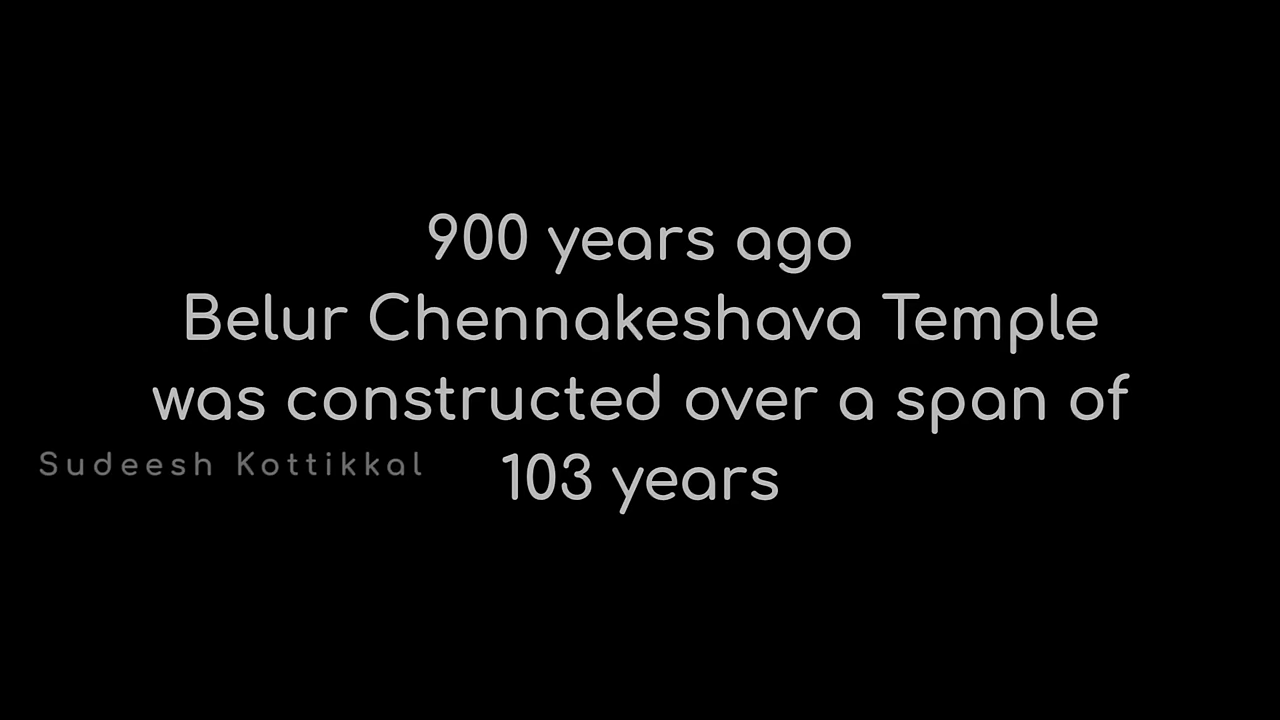 900 years ago
Belur Chennakeshava Temple
was constructed over a span of
103 years
Sudeesh Kottikkal